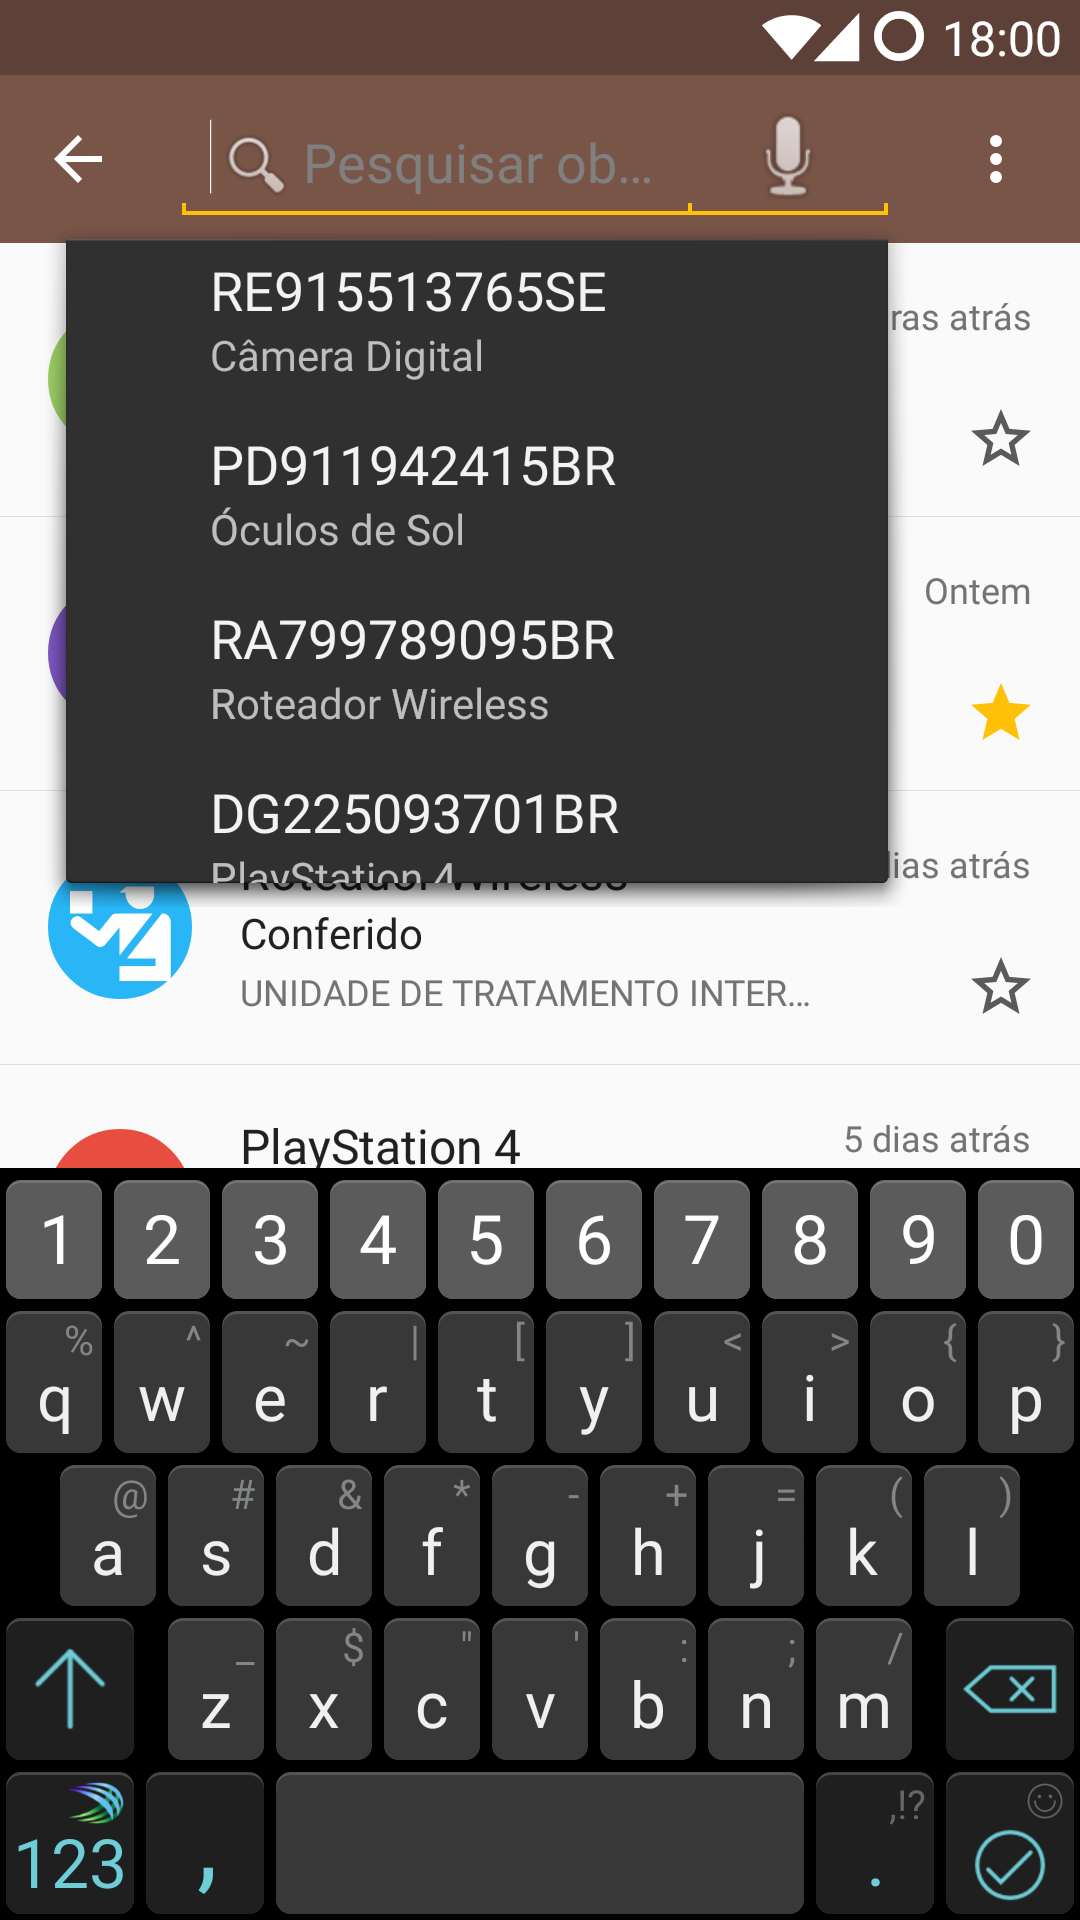 18:00
Pesquisar ob...
RE915513765SE
Câmera Digital
ras atrás
PD911942415BR
Óculos de Sol
Ontem
RA799789095BR
Roteador Wireless
DG225093701BR
PlayStation 4
ias atrás
Roteador Wireless
Conferido
UNIDADE DE TRATAMENTO INTER...
PlayStation 4
5 dias atrás
1 2 3 4 5 6 7 8 9 0
% ^ ~ | [ ] < > { }
q w e r t y u i o p
@ # & * - + = ( )
a s d f g h j k l
_ $ " ' : ; /
z x c v b n m
,!?
123 , .